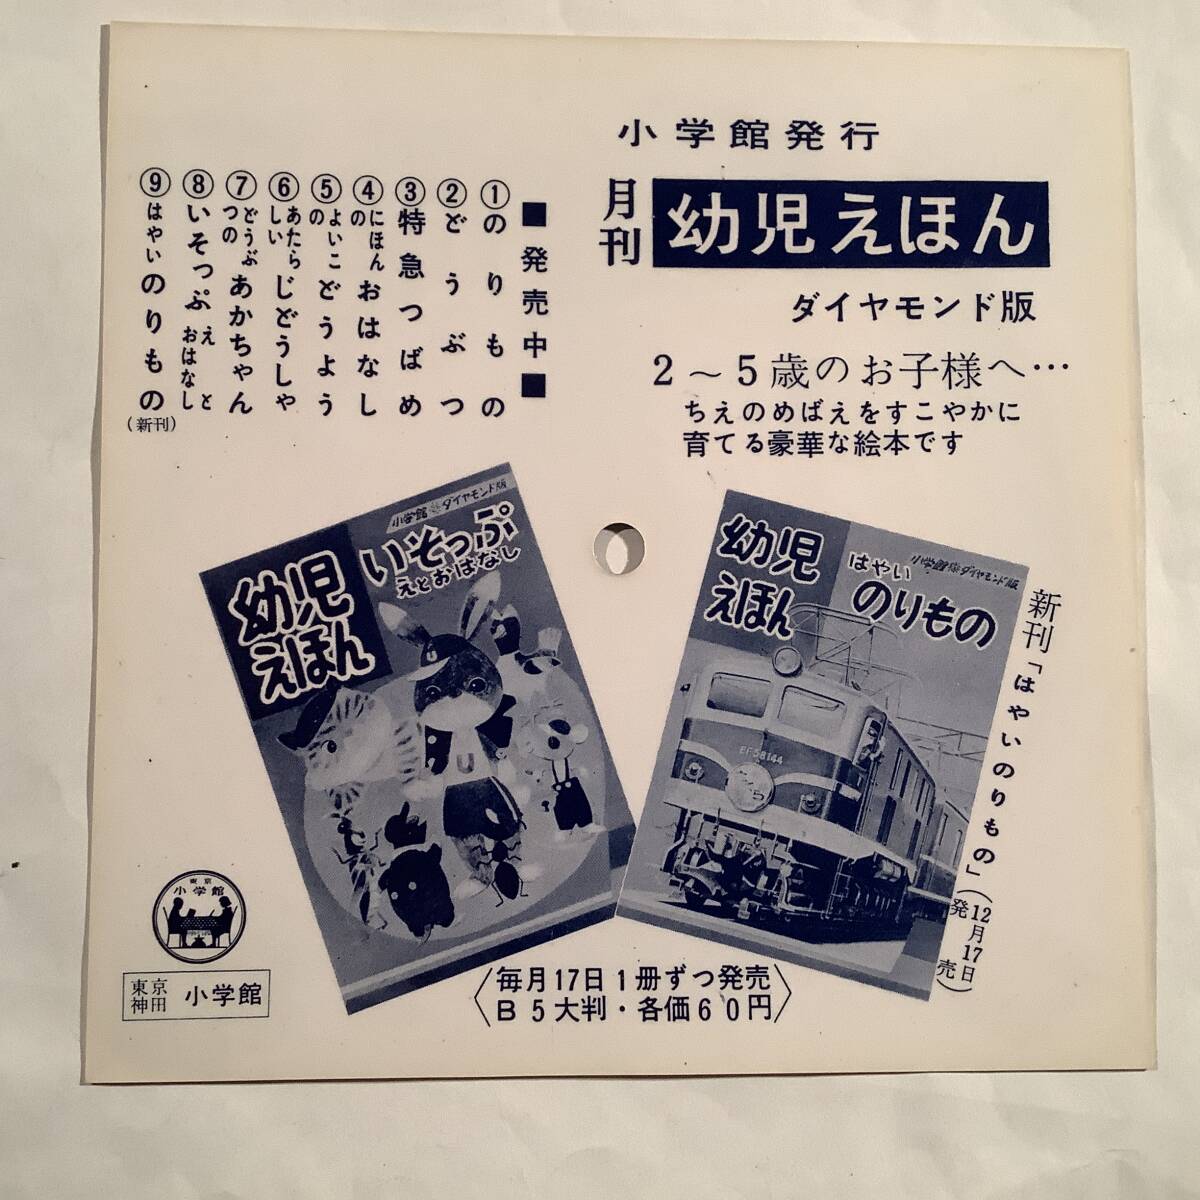 小学館発行
月刊
幼児えほん
ダイヤモンド版
2～5歳のお子様へ…
ちえのめばえをすこやかに
育てる豪華な絵本です
■発売中■
①のりもの
②どうぶつ
③特急つばめ
④にほんのおはなし
⑤よいこのどうよう
⑥あたらしいじどうしゃ
⑦どうぶつのあかちゃん
⑧いそっぷえとおはなし
⑨はやいのりもの
(新刊)
小学館 ダイヤモンド版
幼児
えほん
いそっぷ
えとおはなし
小学館 ダイヤモンド版
幼児
えほん
はやい
のりもの
EF58144
新刊「はやいのりもの」(12月17日発売)
〈毎月17日1冊ずつ発売
B5大判・各価60円〉
東京
小学館
東京
神田
小学館